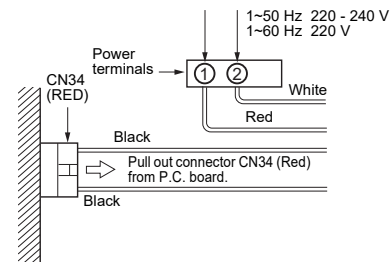 1~50 Hz 220 - 240 V
1~60 Hz 220 V
Power
terminals
1 2
CN34
(RED)
White
Red
Black
Pull out connector CN34 (Red)
from P.C. board.
Black